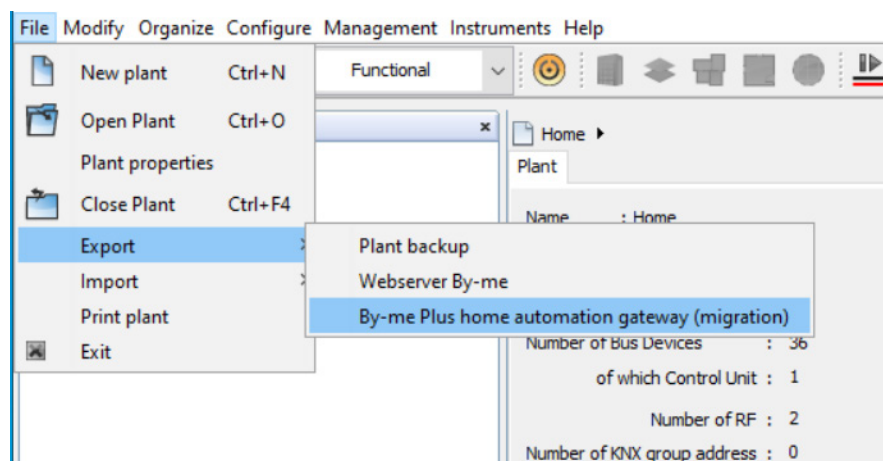 File Modify Organize Configure Management Instruments Help
New plant Ctrl+N
Functional
Open Plant Ctrl+O
Plant properties
Close Plant Ctrl+F4
Export
Import
Print plant
Exit
Plant backup
Webserver By-me
By-me Plus home automation gateway (migration)
Home
Plant
Name : Home
Number of Bus Devices : 36
of which Control Unit : 1
Number of RF : 2
Number of KNX group address : 0